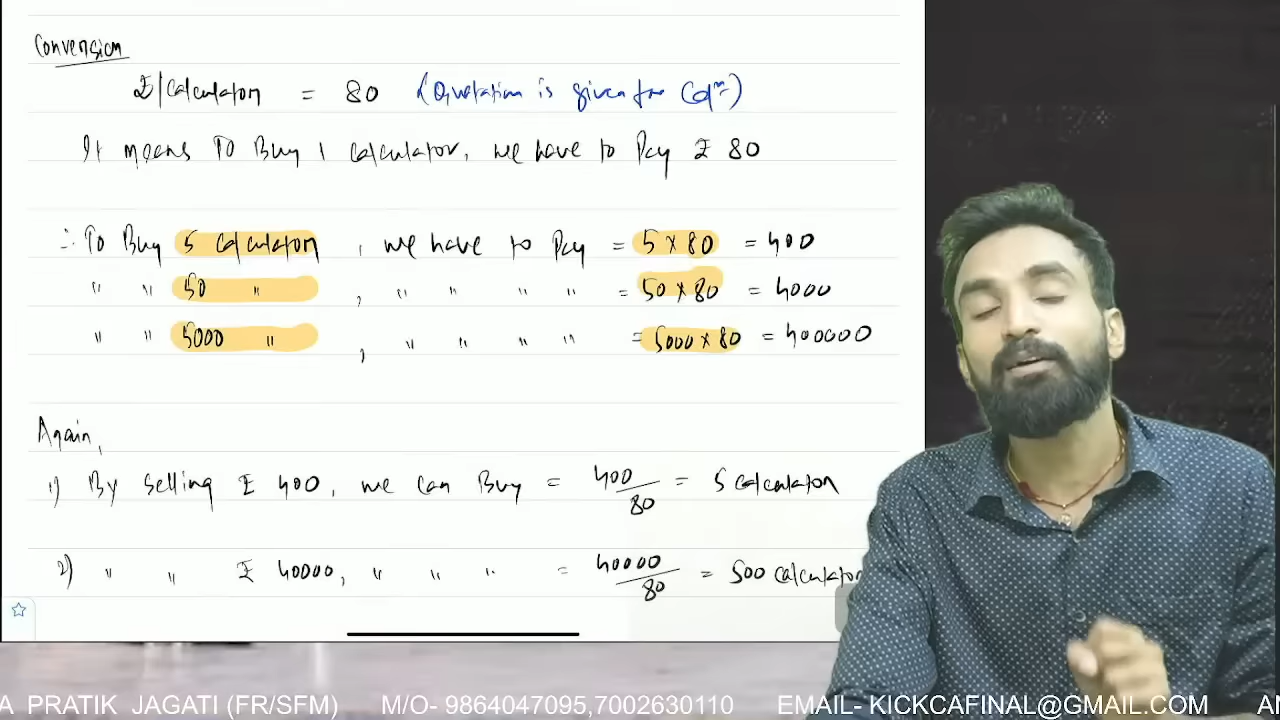 Conversion
₹/Calculator = 80 (Quotation is given for Calr)
It means To Buy 1 Calculator, we have to Pay ₹ 80
∴ To Buy 5 Calculator, we have to Pay = 5 × 80 = 400
" " 50 " , " " " " = 50 × 80 = 4000
" " 5000 " , " " " " = 5000 × 80 = 400000
Again,
1) By Selling ₹ 400, we can Buy = 400/80 = 5 Calculator
2) " " ₹ 40000, " " " = 40000/80 = 500 Calculator
A PRATIK JAGATI (FR/SFM) M/O- 9864047095,7002630110 EMAIL- KICKCAFINAL@GMAIL.COM